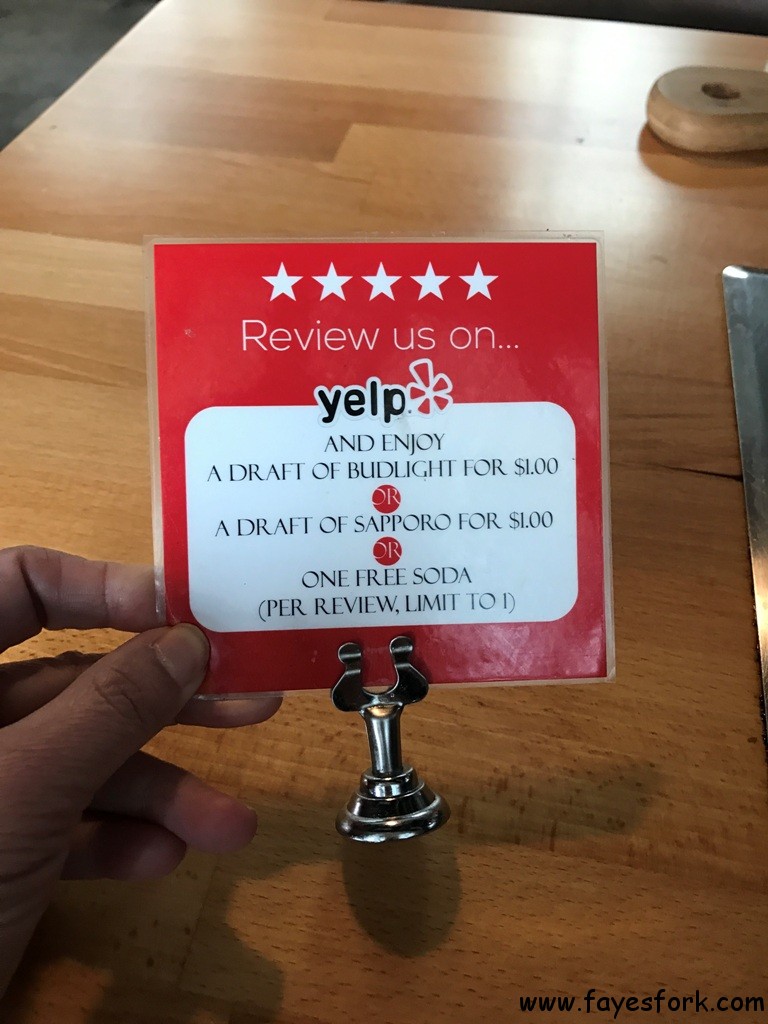 Review us on...
yelp
AND ENJOY
A DRAFT OF BUDLIGHT FOR $1.00
OR
A DRAFT OF SAPPORO FOR $1.00
OR
ONE FREE SODA
(PER REVIEW, LIMIT TO 1)
www.fayesfork.com